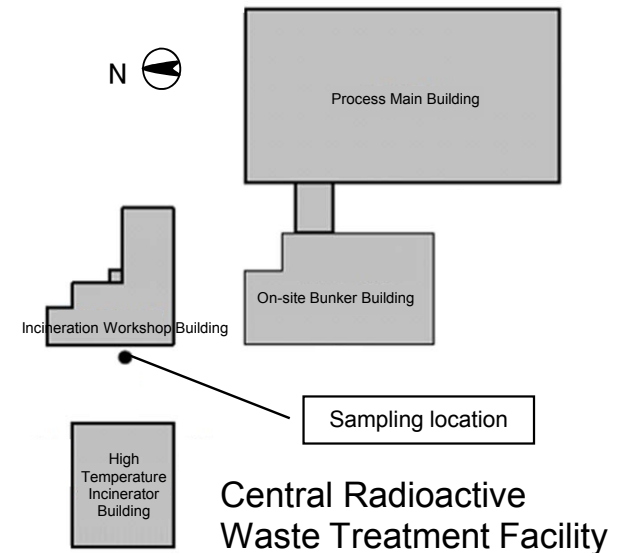 Process Main Building
N
On-site Bunker Building
Incineration Workshop Building
Sampling location
High
Temperature
Incinerator
Building
Central Radioactive
Waste Treatment Facility